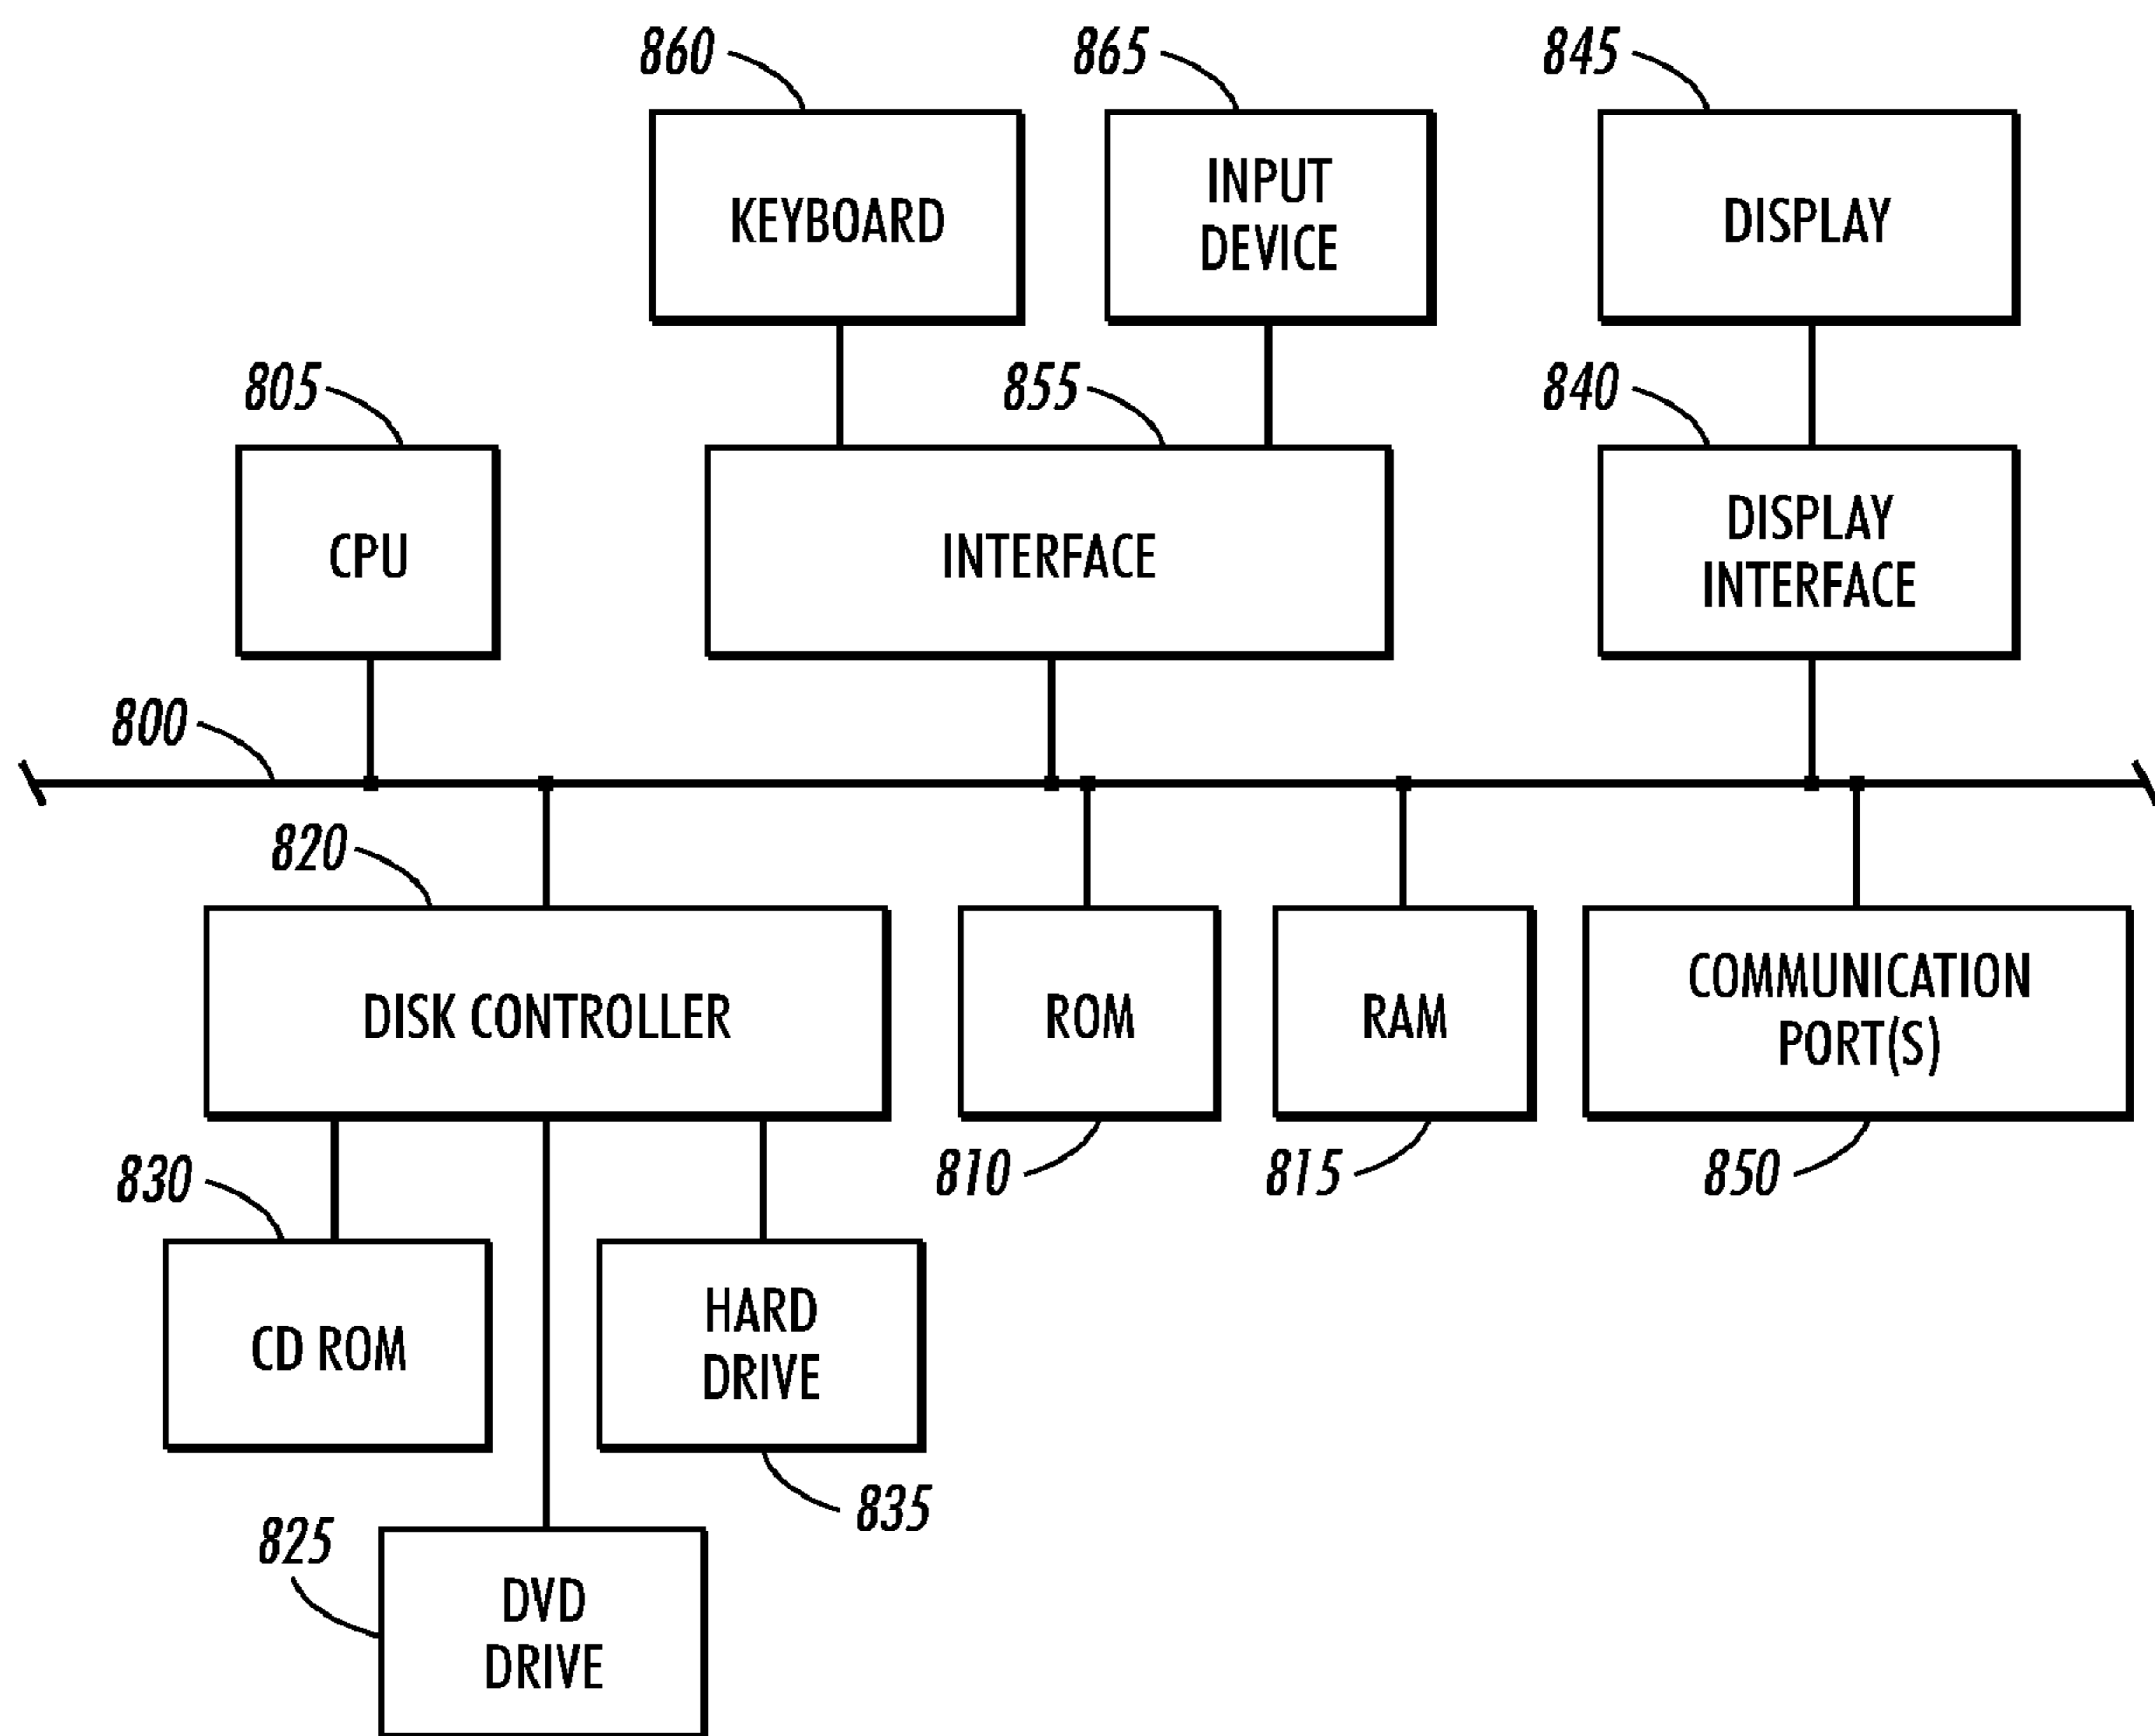 860
865
845
KEYBOARD
INPUT
DEVICE
DISPLAY
805
855
840
CPU
INTERFACE
DISPLAY
INTERFACE
800
820
DISK CONTROLLER
ROM
RAM
COMMUNICATION
PORT(S)
830
810
815
850
CD ROM
HARD
DRIVE
835
825
DVD
DRIVE